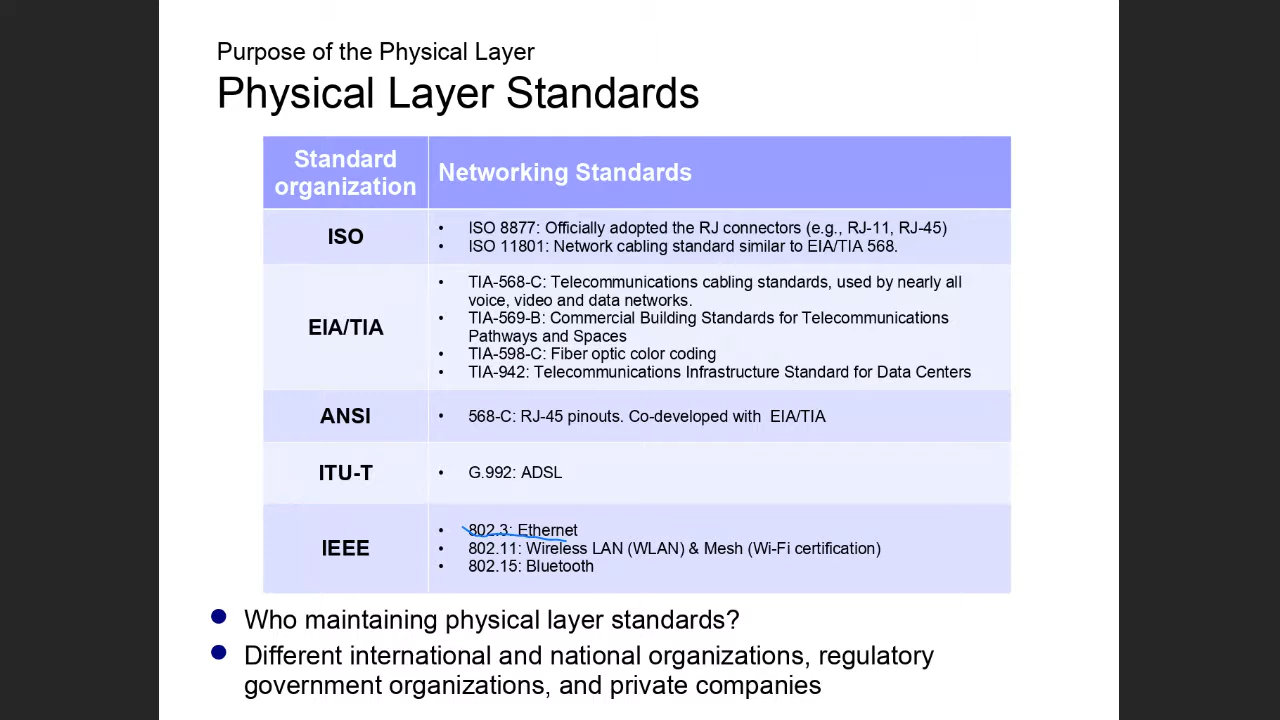 Purpose of the Physical Layer
Physical Layer Standards
Standard
organization
Networking Standards
ISO
• ISO 8877: Officially adopted the RJ connectors (e.g., RJ-11, RJ-45)
• ISO 11801: Network cabling standard similar to EIA/TIA 568.
EIA/TIA
• TIA-568-C: Telecommunications cabling standards, used by nearly all
voice, video and data networks.
• TIA-569-B: Commercial Building Standards for Telecommunications
Pathways and Spaces
• TIA-598-C: Fiber optic color coding
• TIA-942: Telecommunications Infrastructure Standard for Data Centers
ANSI
• 568-C: RJ-45 pinouts. Co-developed with EIA/TIA
ITU-T
• G.992: ADSL
IEEE
• 802.3: Ethernet
• 802.11: Wireless LAN (WLAN) & Mesh (Wi-Fi certification)
• 802.15: Bluetooth
• Who maintaining physical layer standards?
• Different international and national organizations, regulatory
government organizations, and private companies